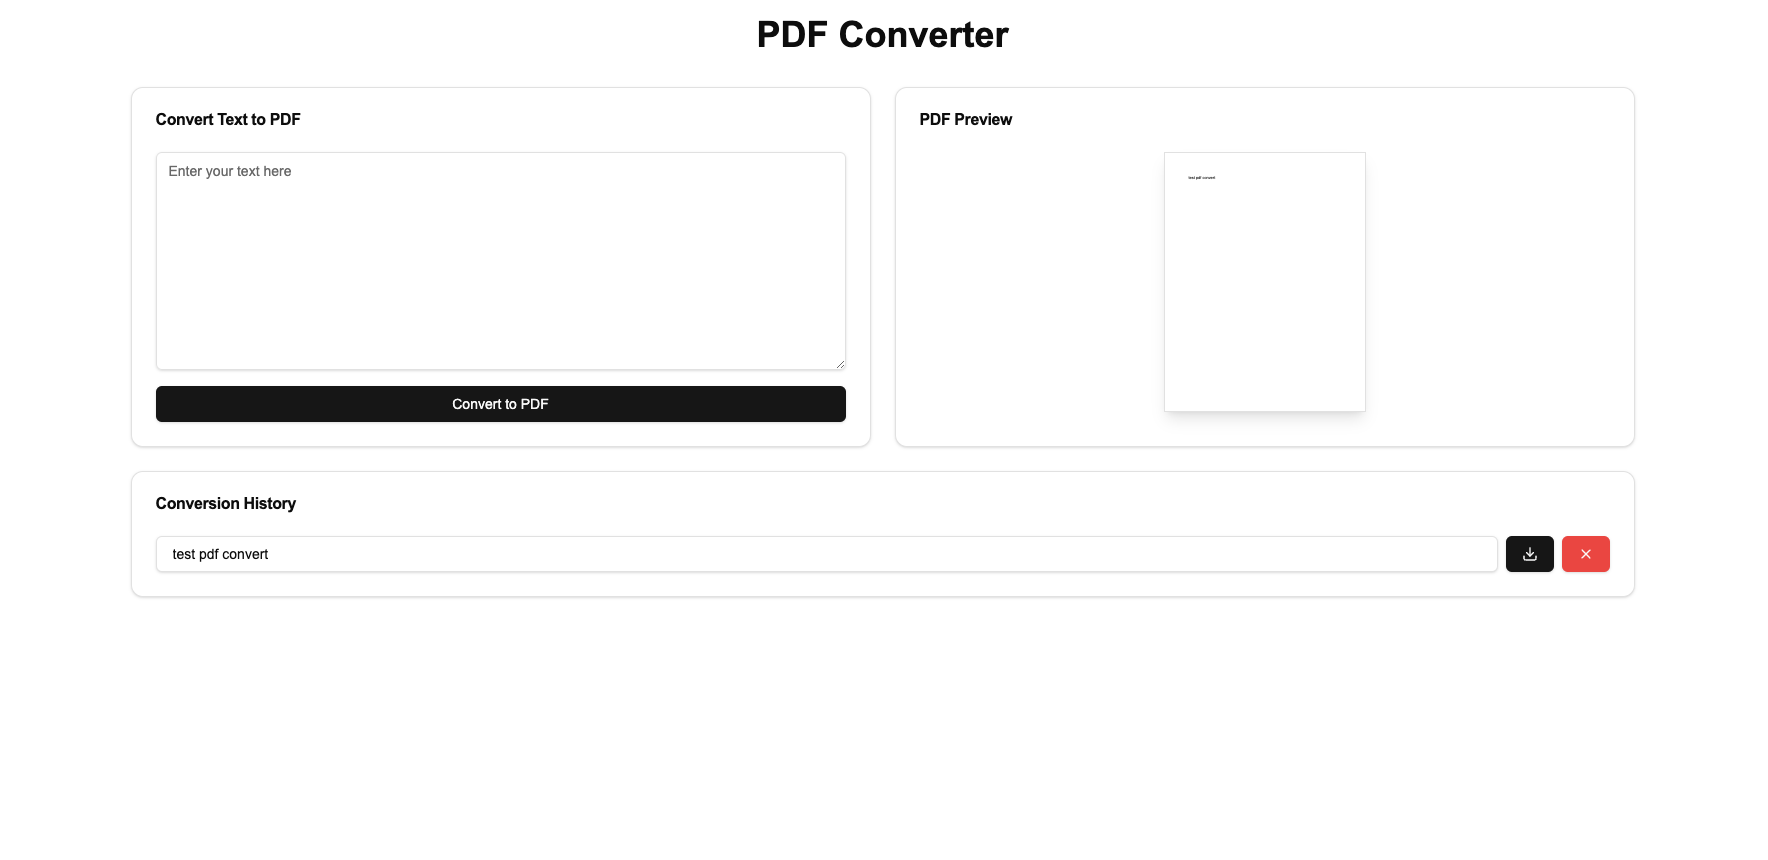 PDF Converter
Convert Text to PDF
Enter your text here
Convert to PDF
PDF Preview
test pdf convert
Conversion History
test pdf convert